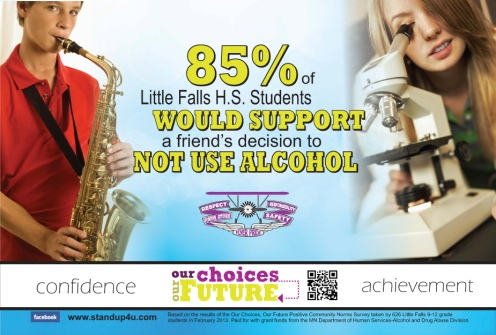 85% of
Little Falls H.S. Students
WOULD SUPPORT
a friend's decision to
NOT USE ALCOHOL
RESPECT
RESPONSIBILITY
SAFETY
FLYER PRIDE
confidence
our choices
our FUTURE
achievement
facebook
www.standup4u.com
Based on the results of the Our Choices, Our Future Positive Community Norms Survey taken by 626 Little Falls 9-12 grade
students in February 2013. Paid for with grant funds from the MN Department of Human Services-Alcohol and Drug Abuse Division.